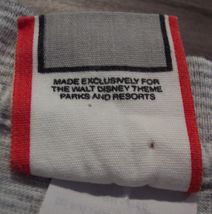 MADE EXCLUSIVELY FOR
THE WALT DISNEY THEME
PARKS AND RESORTS